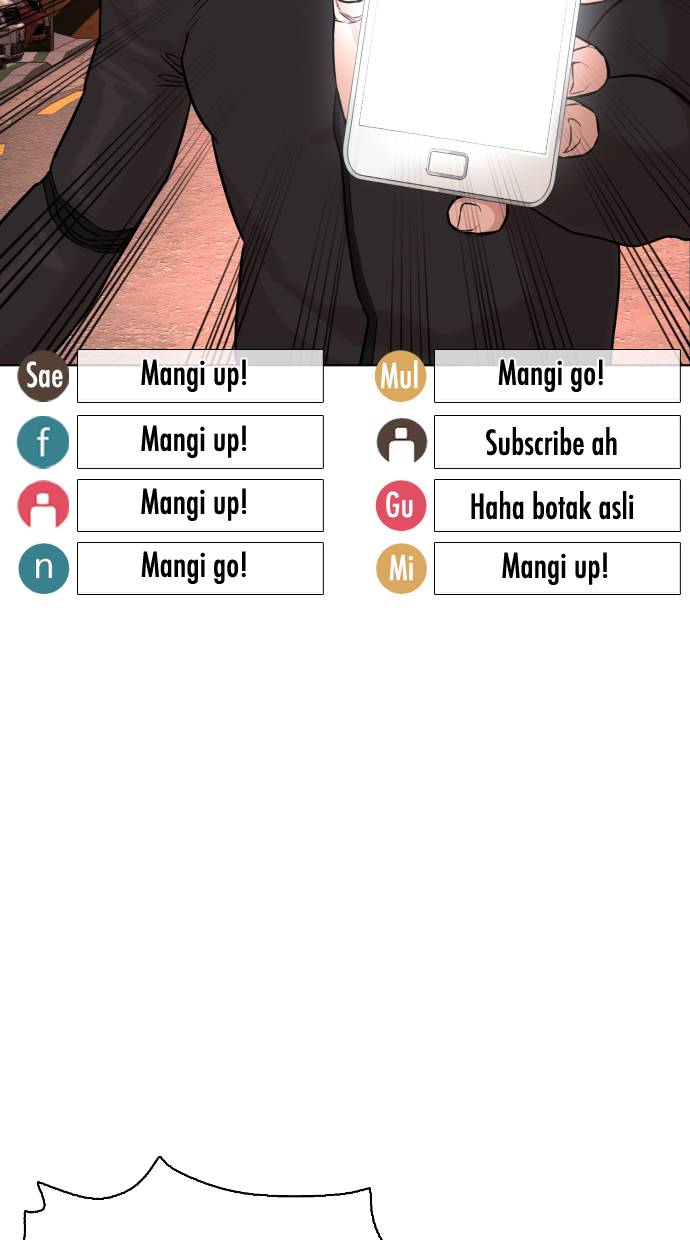 Sae Mangi up!
Mul Mangi go!
f Mangi up!
Subscribe ah
Mangi up!
Gu Haha botak asli
n Mangi go!
Mi Mangi up!